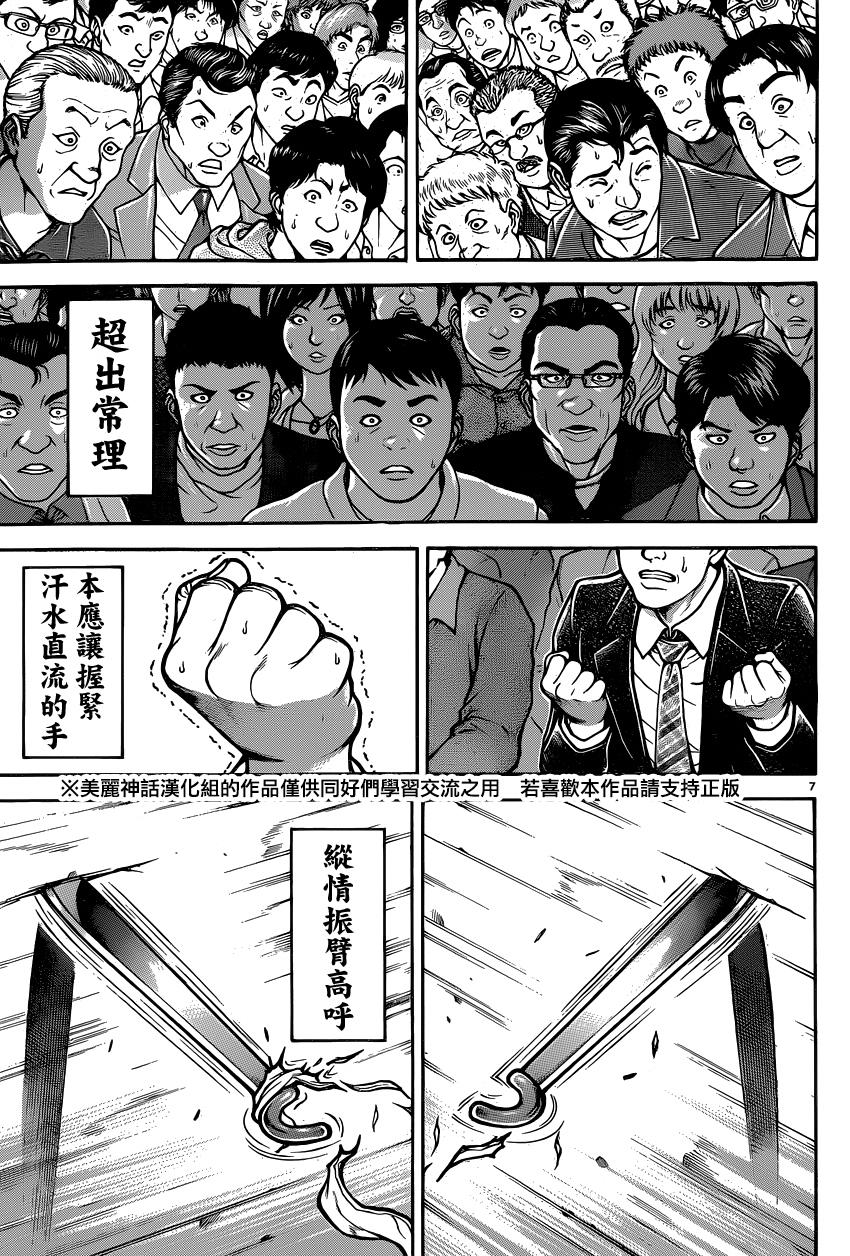 超出常理
本應讓握緊
汗水直流的手
※美麗神話漢化組的作品僅供同好們學習交流之用　若喜歡本作品請支持正版
7
縱情振臂高呼